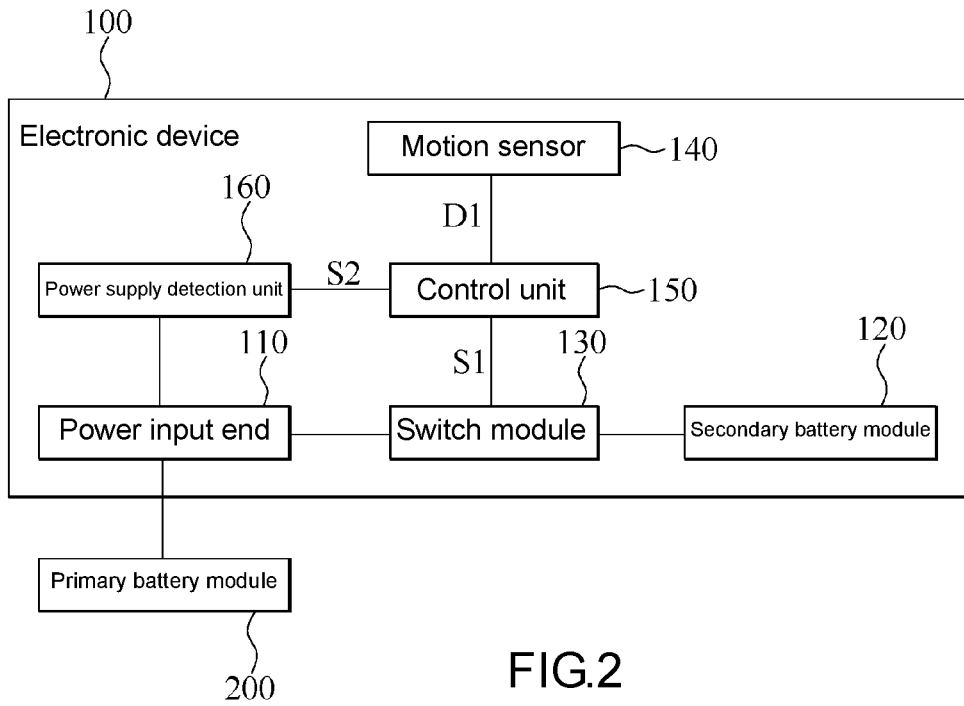 100
Electronic device
Motion sensor
140
160
D1
Power supply detection unit
S2
Control unit
150
110
S1
130
120
Power input end
Switch module
Secondary battery module
Primary battery module
200
FIG.2